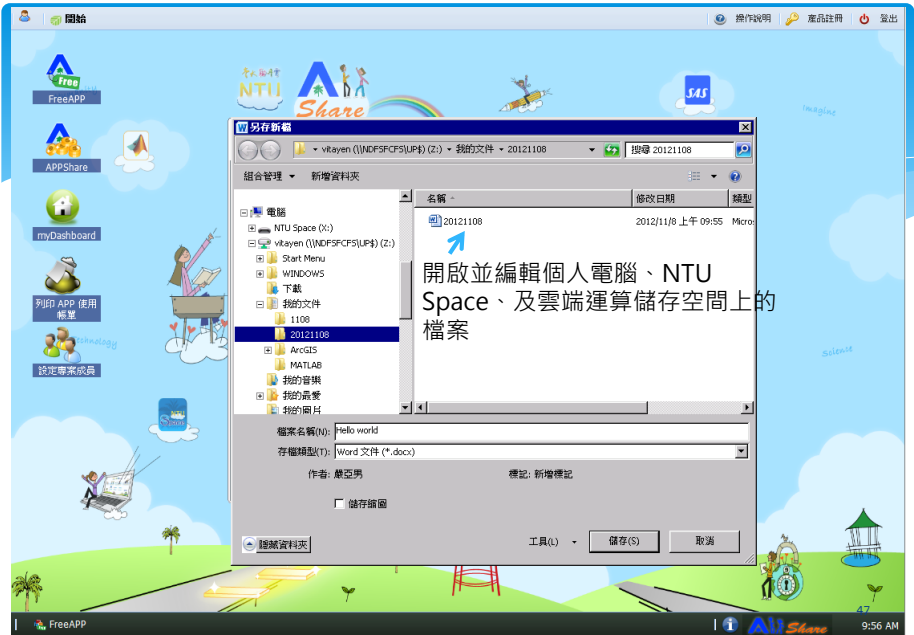 開始
操作說明
產品註冊
登出
Free
FreeAPP
APPShare
myDashboard
列印 APP 使用
帳單
設定專案成員
NTU
Share
SAS
Imagine
另存新檔
vitayen (\\NDFSFCFS\UP$) (Z:) 我的文件 20121108
搜尋 20121108
組合管理 新增資料夾
名稱 修改日期 類型
電腦
NTU Space (X:)
vitayen (\\NDFSFCFS\UP$) (Z:)
Start Menu
WINDOWS
下載
我的文件
1108
20121108
ArcGIS
MATLAB
我的音樂
我的最愛
我的圖片
20121108 2012/11/8 上午 09:55 Micro
開啟並編輯個人電腦、NTU
Space、及雲端運算儲存空間上的
檔案
Science
檔案名稱(N): Hello world
存檔類型(T): Word 文件 (*.docx)
作者: 嚴亞男 標記: 新增標記
儲存縮圖
隱藏資料夾
工具(L) 儲存(S) 取消
47
FreeAPP
Share
9:56 AM